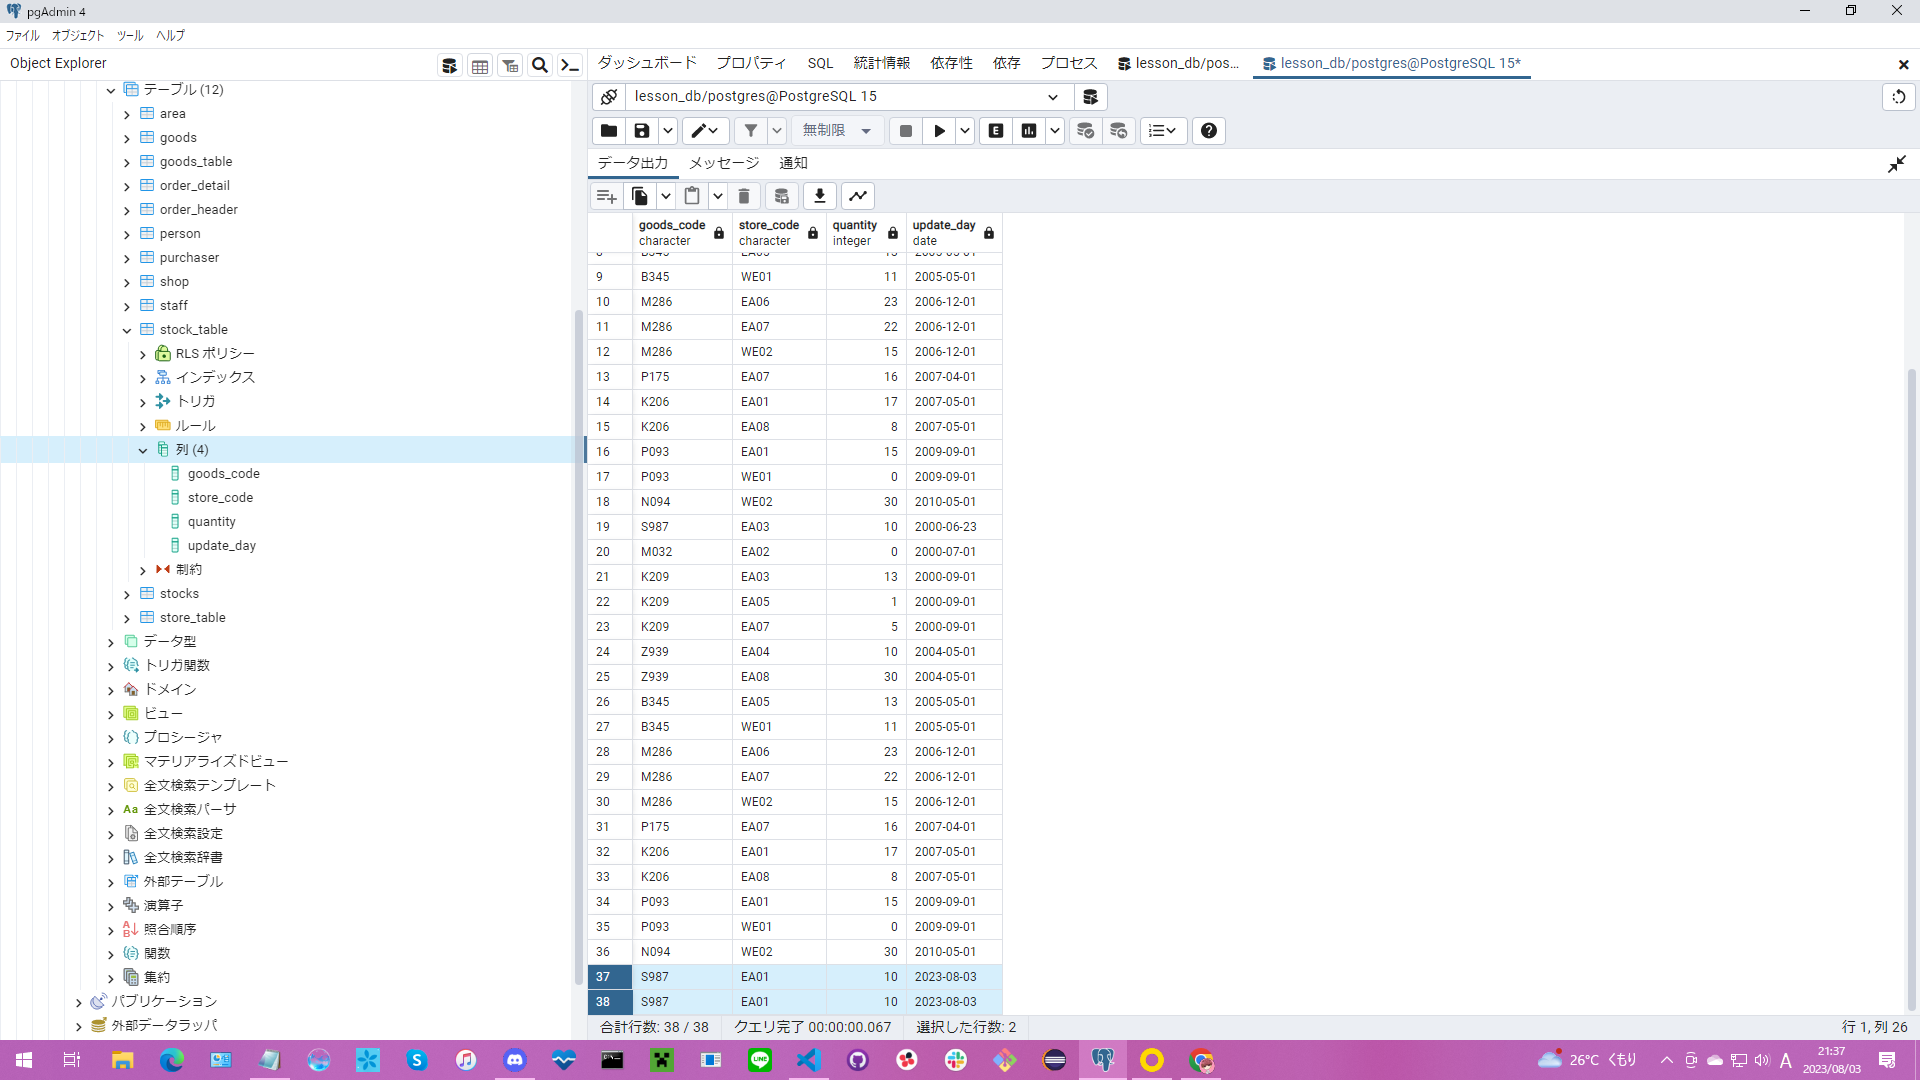 pgAdmin 4
ファイル オブジェクト ツール ヘルプ
Object Explorer
テーブル (12)
area
goods
goods_table
order_detail
order_header
person
purchaser
shop
staff
stock_table
RLS ポリシー
インデックス
トリガ
ルール
列 (4)
goods_code
store_code
quantity
update_day
制約
stocks
store_table
データ型
トリガ関数
ドメイン
ビュー
プロシージャ
マテリアライズドビュー
全文検索テンプレート
Aa 全文検索パーサ
全文検索設定
全文検索辞書
外部テーブル
演算子
照合順序
関数
集約
パブリケーション
外部データラッパ
ダッシュボード プロパティ SQL 統計情報 依存性 依存 プロセス lesson_db/pos... lesson_db/postgres@PostgreSQL 15*
lesson_db/postgres@PostgreSQL 15
無制限 E
データ出力 メッセージ 通知
goods_code store_code quantity update_day
character character integer date
9 B345 WE01 11 2005-05-01
10 M286 EA06 23 2006-12-01
11 M286 EA07 22 2006-12-01
12 M286 WE02 15 2006-12-01
13 P175 EA07 16 2007-04-01
14 K206 EA01 17 2007-05-01
15 K206 EA08 8 2007-05-01
16 P093 EA01 15 2009-09-01
17 P093 WE01 0 2009-09-01
18 N094 WE02 30 2010-05-01
19 S987 EA03 10 2000-06-23
20 M032 EA02 0 2000-07-01
21 K209 EA03 13 2000-09-01
22 K209 EA05 1 2000-09-01
23 K209 EA07 5 2000-09-01
24 Z939 EA04 10 2004-05-01
25 Z939 EA08 30 2004-05-01
26 B345 EA05 13 2005-05-01
27 B345 WE01 11 2005-05-01
28 M286 EA06 23 2006-12-01
29 M286 EA07 22 2006-12-01
30 M286 WE02 15 2006-12-01
31 P175 EA07 16 2007-04-01
32 K206 EA01 17 2007-05-01
33 K206 EA08 8 2007-05-01
34 P093 EA01 15 2009-09-01
35 P093 WE01 0 2009-09-01
36 N094 WE02 30 2010-05-01
37 S987 EA01 10 2023-08-03
38 S987 EA01 10 2023-08-03
合計行数: 38 / 38 クエリ完了 00:00:00.067 選択した行数: 2 行 1, 列 26
26°C くもり A 21:37
2023/08/03